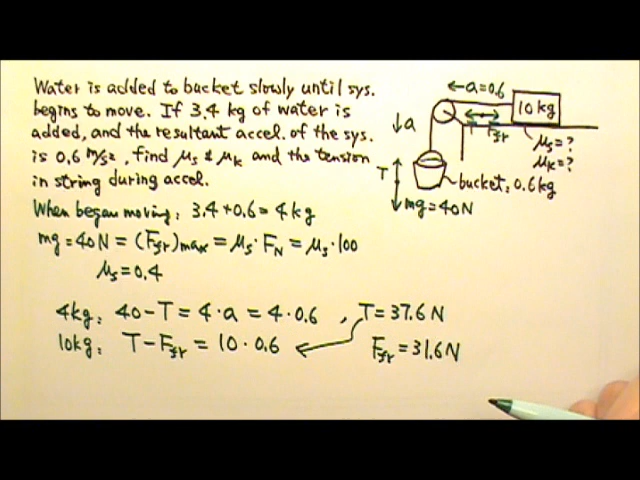 Water is added to bucket slowly until sys.
begins to move. If 3.4 kg of water is
added, and the resultant accel. of the sys.
is 0.6 m/s², find μs & μk and the tension
in string during accel.
When began moving: 3.4 + 0.6 = 4 kg
mg = 40N = (Ffr)max = μs · FN = μs · 100
μs = 0.4
4kg: 40 - T = 4 · a = 4 · 0.6 , T = 37.6 N
10kg: T - Ffr = 10 · 0.6
Ffr = 31.6 N
←a=0.6
10 kg
↓a
T
Ffr
μs = ?
μk = ?
T
bucket: 0.6kg
mg = 40N